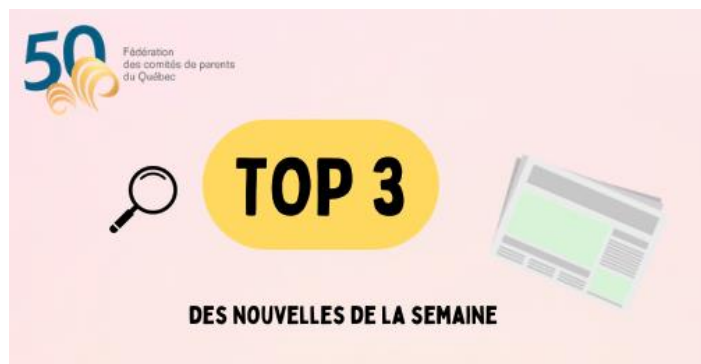 50
Fédération
des comités de parents
du Québec
TOP 3
DES NOUVELLES DE LA SEMAINE